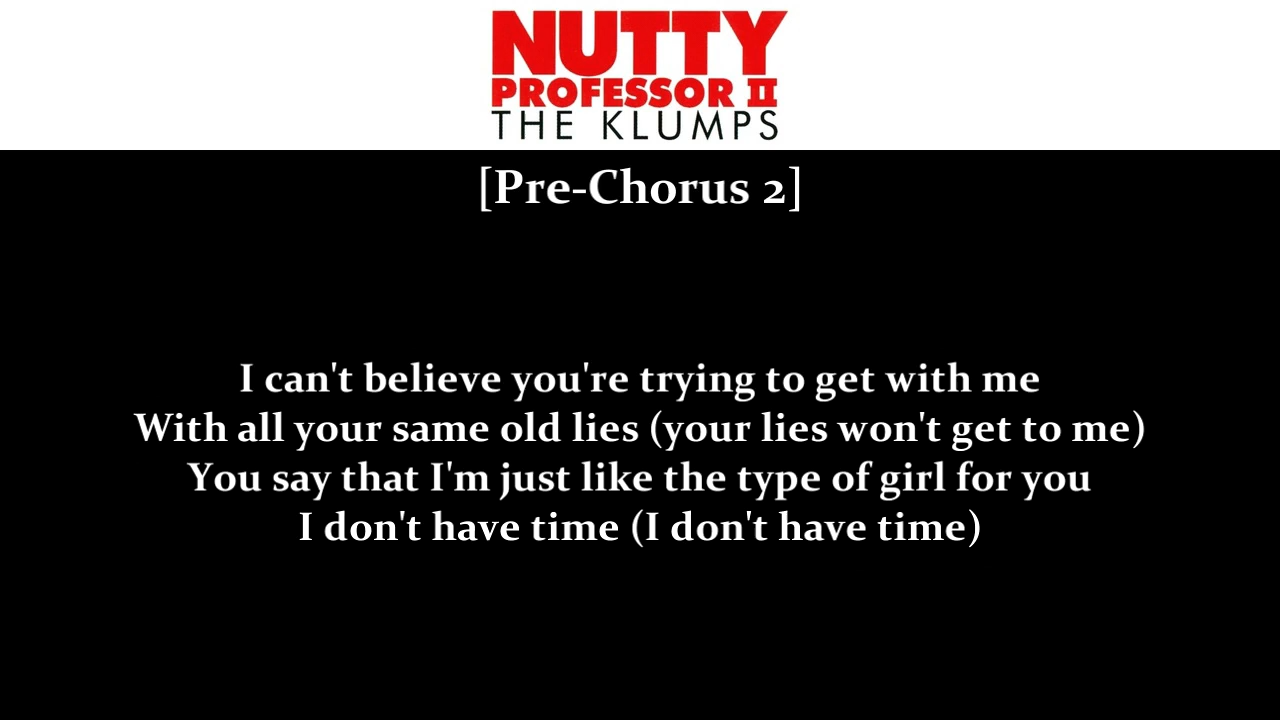 NUTTY
PROFESSOR II
THE KLUMPS
[Pre-Chorus 2]
I can't believe you're trying to get with me
With all your same old lies (your lies won't get to me)
You say that I'm just like the type of girl for you
I don't have time (I don't have time)